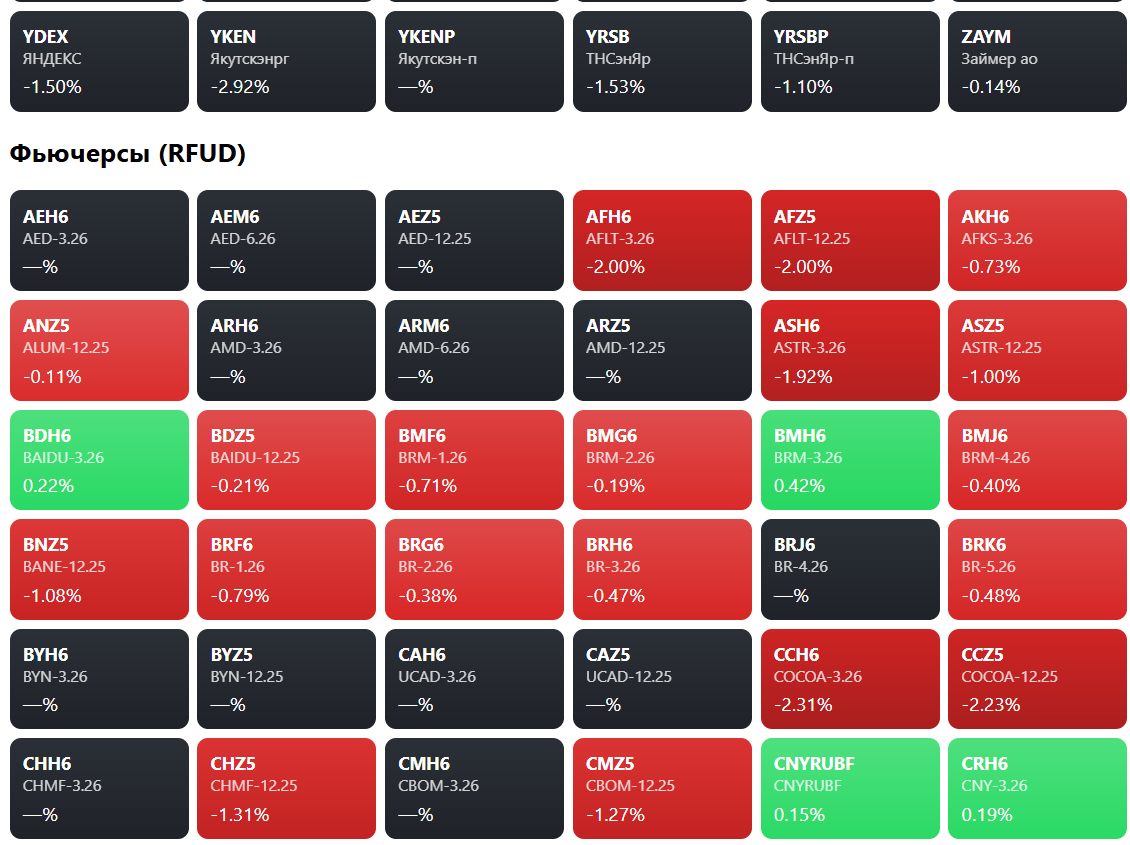 YDEX
ЯНДЕКС
-1.50%
YKEN
Якутскэнрг
-2.92%
YKENP
Якутскэн-п
—%
YRSB
ТНСэнЯр
-1.53%
YRSBP
ТНСэнЯр-п
-1.10%
ZAYM
Займер ао
-0.14%
Фьючерсы (RFUD)
AEH6
AED-3.26
—%
AEM6
AED-6.26
—%
AEZ5
AED-12.25
—%
AFH6
AFLT-3.26
-2.00%
AFZ5
AFLT-12.25
-2.00%
AKH6
AFKS-3.26
-0.73%
ANZ5
ALUM-12.25
-0.11%
ARH6
AMD-3.26
—%
ARM6
AMD-6.26
—%
ARZ5
AMD-12.25
—%
ASH6
ASTR-3.26
-1.92%
ASZ5
ASTR-12.25
-1.00%
BDH6
BAIDU-3.26
0.22%
BDZ5
BAIDU-12.25
-0.21%
BMF6
BRM-1.26
-0.71%
BMG6
BRM-2.26
-0.19%
BMH6
BRM-3.26
0.42%
BMJ6
BRM-4.26
-0.40%
BNZ5
BANE-12.25
-1.08%
BRF6
BR-1.26
-0.79%
BRG6
BR-2.26
-0.38%
BRH6
BR-3.26
-0.47%
BRJ6
BR-4.26
—%
BRK6
BR-5.26
-0.48%
BYH6
BYN-3.26
—%
BYZ5
BYN-12.25
—%
CAH6
UCAD-3.26
—%
CAZ5
UCAD-12.25
—%
CCH6
COCOA-3.26
-2.31%
CCZ5
COCOA-12.25
-2.23%
CHH6
CHMF-3.26
—%
CHZ5
CHMF-12.25
-1.31%
CMH6
CBOM-3.26
—%
CMZ5
CBOM-12.25
-1.27%
CNYRUBF
CNYRUBF
0.15%
CRH6
CNY-3.26
0.19%